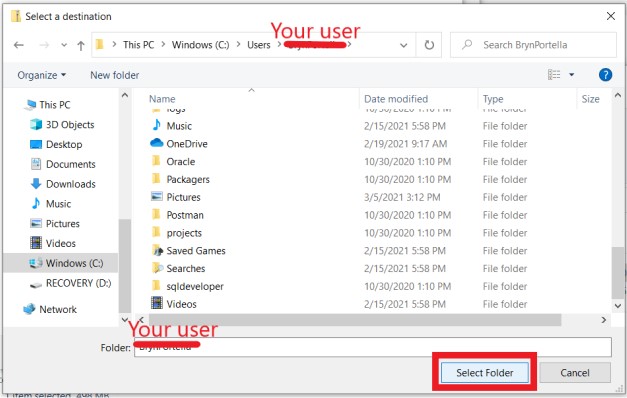 Select a destination
Your user
This PC > Windows (C:) > Users >
Search BrynPortella
Organize
New folder
This PC
3D Objects
Desktop
Documents
Downloads
Music
Pictures
Videos
Windows (C:)
RECOVERY (D:)
Network
Name Date modified Type Size
logs 10/30/2020 1:10 PM File folder
Music 2/15/2021 5:58 PM File folder
OneDrive 2/19/2021 9:17 AM File folder
Oracle 10/30/2020 1:10 PM File folder
Packagers 10/30/2020 1:10 PM File folder
Pictures 3/5/2021 3:12 PM File folder
Postman 10/30/2020 1:10 PM File folder
projects 10/30/2020 1:10 PM File folder
Saved Games 2/15/2021 5:58 PM File folder
Searches 2/15/2021 5:58 PM File folder
sqldeveloper 10/30/2020 1:10 PM File folder
Videos 2/15/2021 5:58 PM File folder
Your user
Folder:
Select Folder
Cancel
1 item selected 498 MB